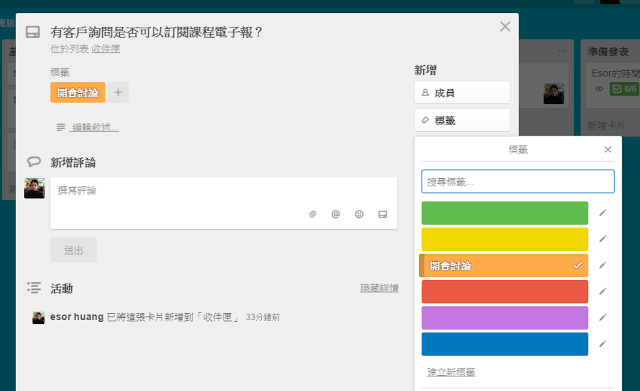 有客戶詢問是否可以訂閱課程電子報？
位於列表 收件匣
標籤
開會討論
+
編輯敘述...
新增評論
撰寫評論
送出
活動
隱藏詳情
esor huang 已將這張卡片新增到「收件匣」 33分鐘前
新增
成員
標籤
標籤
搜尋標籤...
開會討論
建立新標籤
準備發表
Esor的時間
6/6
新增卡片...